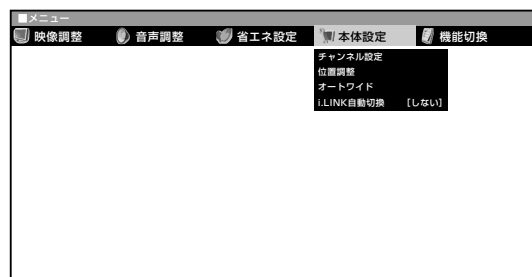 ■メニュー
映像調整 音声調整 省エネ設定 本体設定 機能切換
チャンネル設定
位置調整
オートワイド
i.LINK自動切換 [しない]